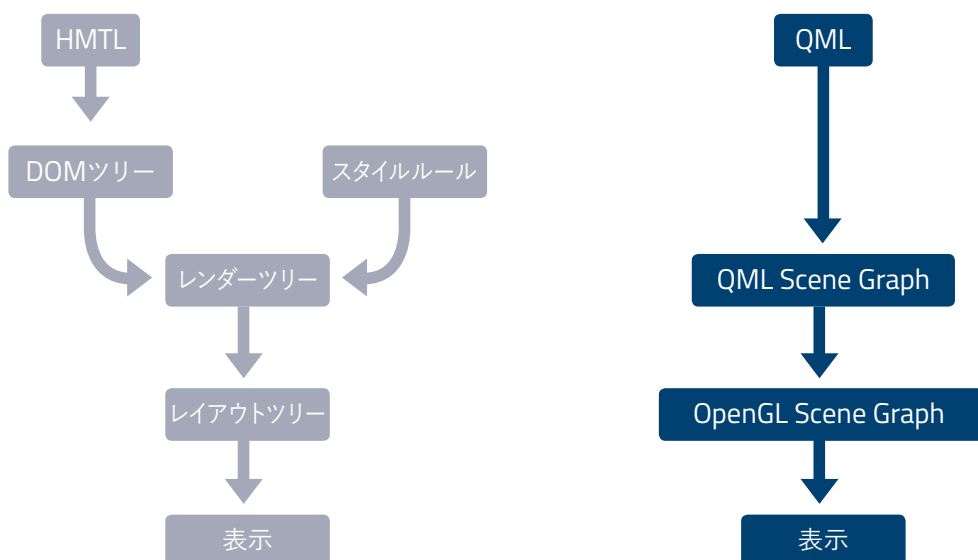 HMTL
DOMツリー
スタイルルール
レンダーツリー
レイアウトツリー
表示
QML
QML Scene Graph
OpenGL Scene Graph
表示